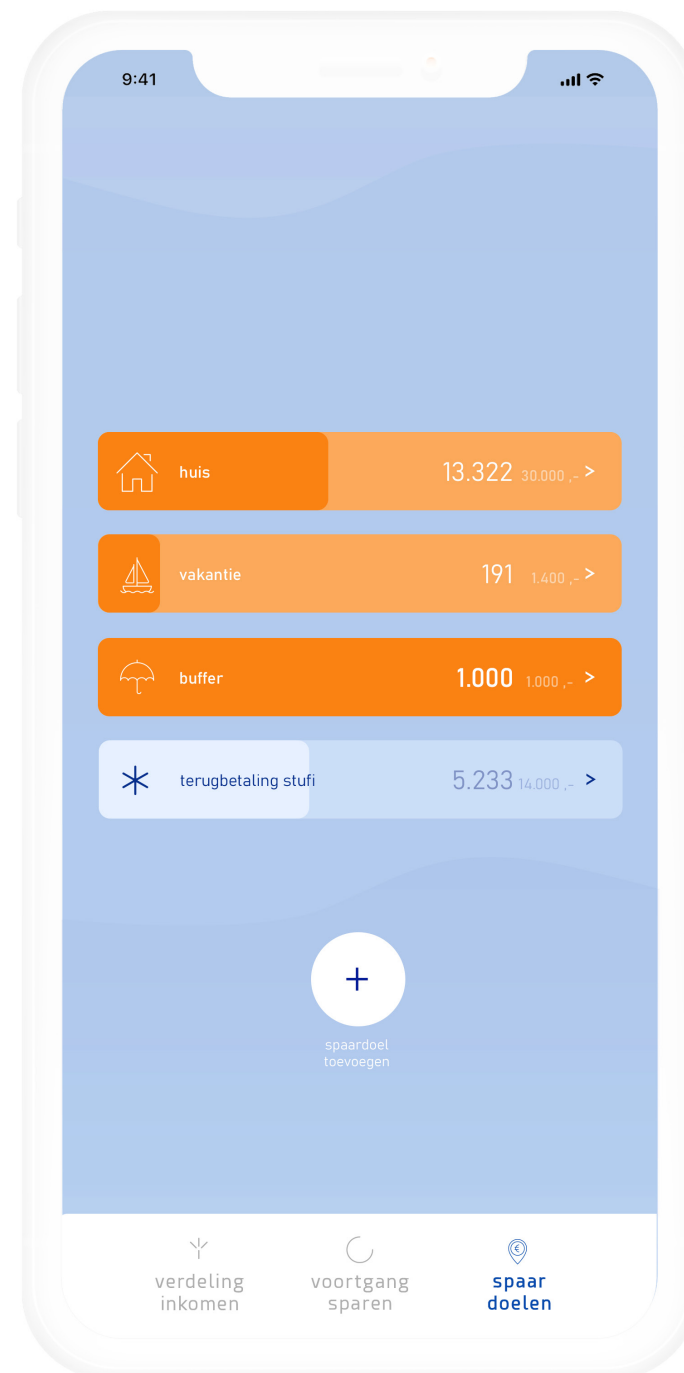 9:41
huis 13.322 30.000 ,- >
vakantie 191 1.400 ,- >
buffer 1.000 1.000 ,- >
terugbetaling stufi 5.233 14.000 ,- >
+
spaardoel
toevoegen
verdeling
inkomen
voortgang
sparen
€
spaar
doelen